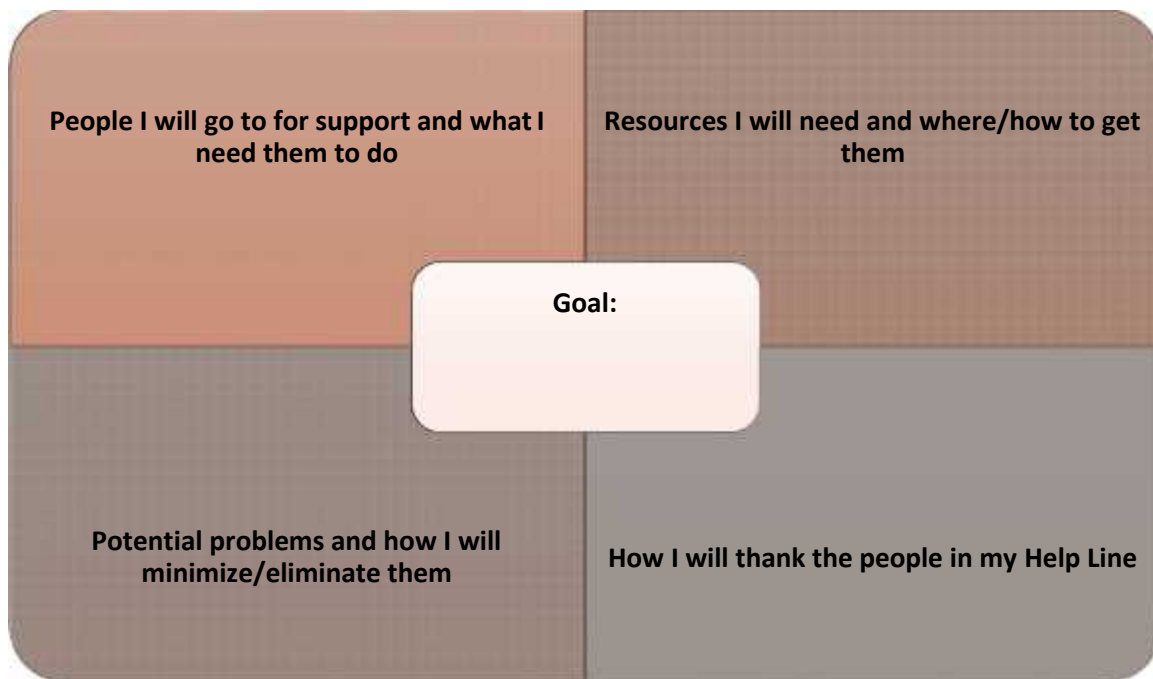 People I will go to for support and what I
need them to do
Resources I will need and where/how to get
them
Goal:
Potential problems and how I will
minimize/eliminate them
How I will thank the people in my Help Line